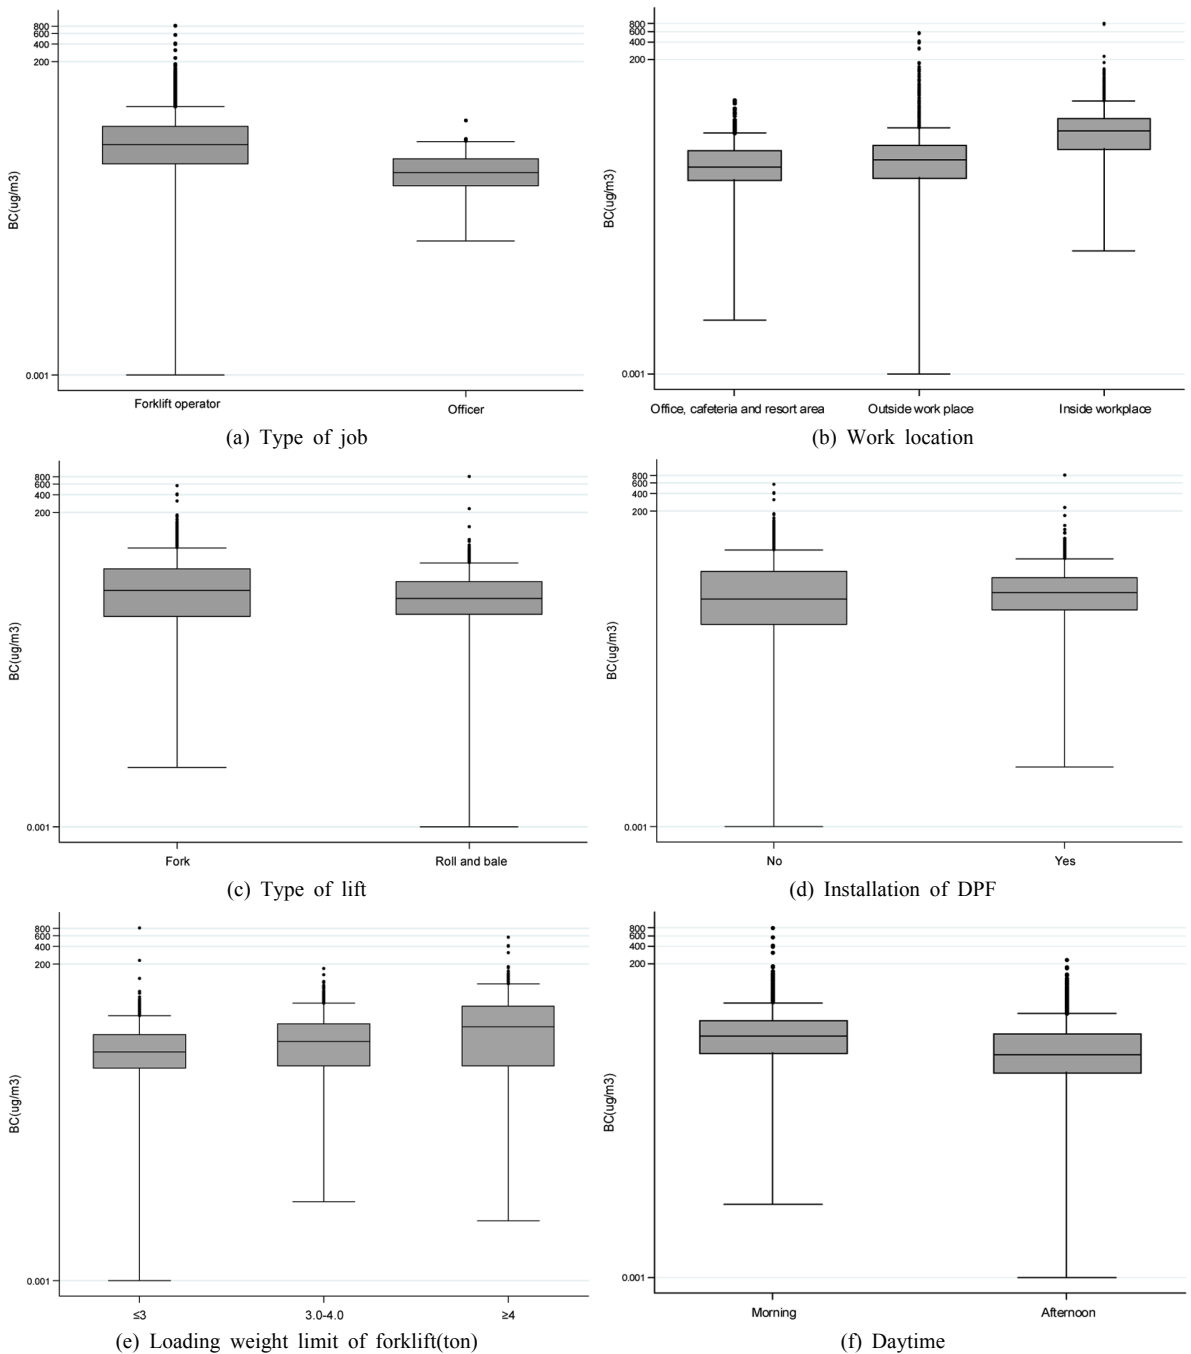 800
600
400
200
0.001
BC(ug/m3)
Forklift operator
Officer
(a) Type of job
800
600
400
200
0.001
BC(ug/m3)
Office, cafeteria and resort area
Outside work place
Inside workplace
(b) Work location
800
600
400
200
0.001
BC(ug/m3)
Fork
Roll and bale
(c) Type of lift
800
600
400
200
0.001
BC(ug/m3)
No
Yes
(d) Installation of DPF
800
600
400
200
0.001
BC(ug/m3)
≤3
3.0-4.0
≥4
(e) Loading weight limit of forklift(ton)
800
600
400
200
0.001
BC(ug/m3)
Morning
Afternoon
(f) Daytime